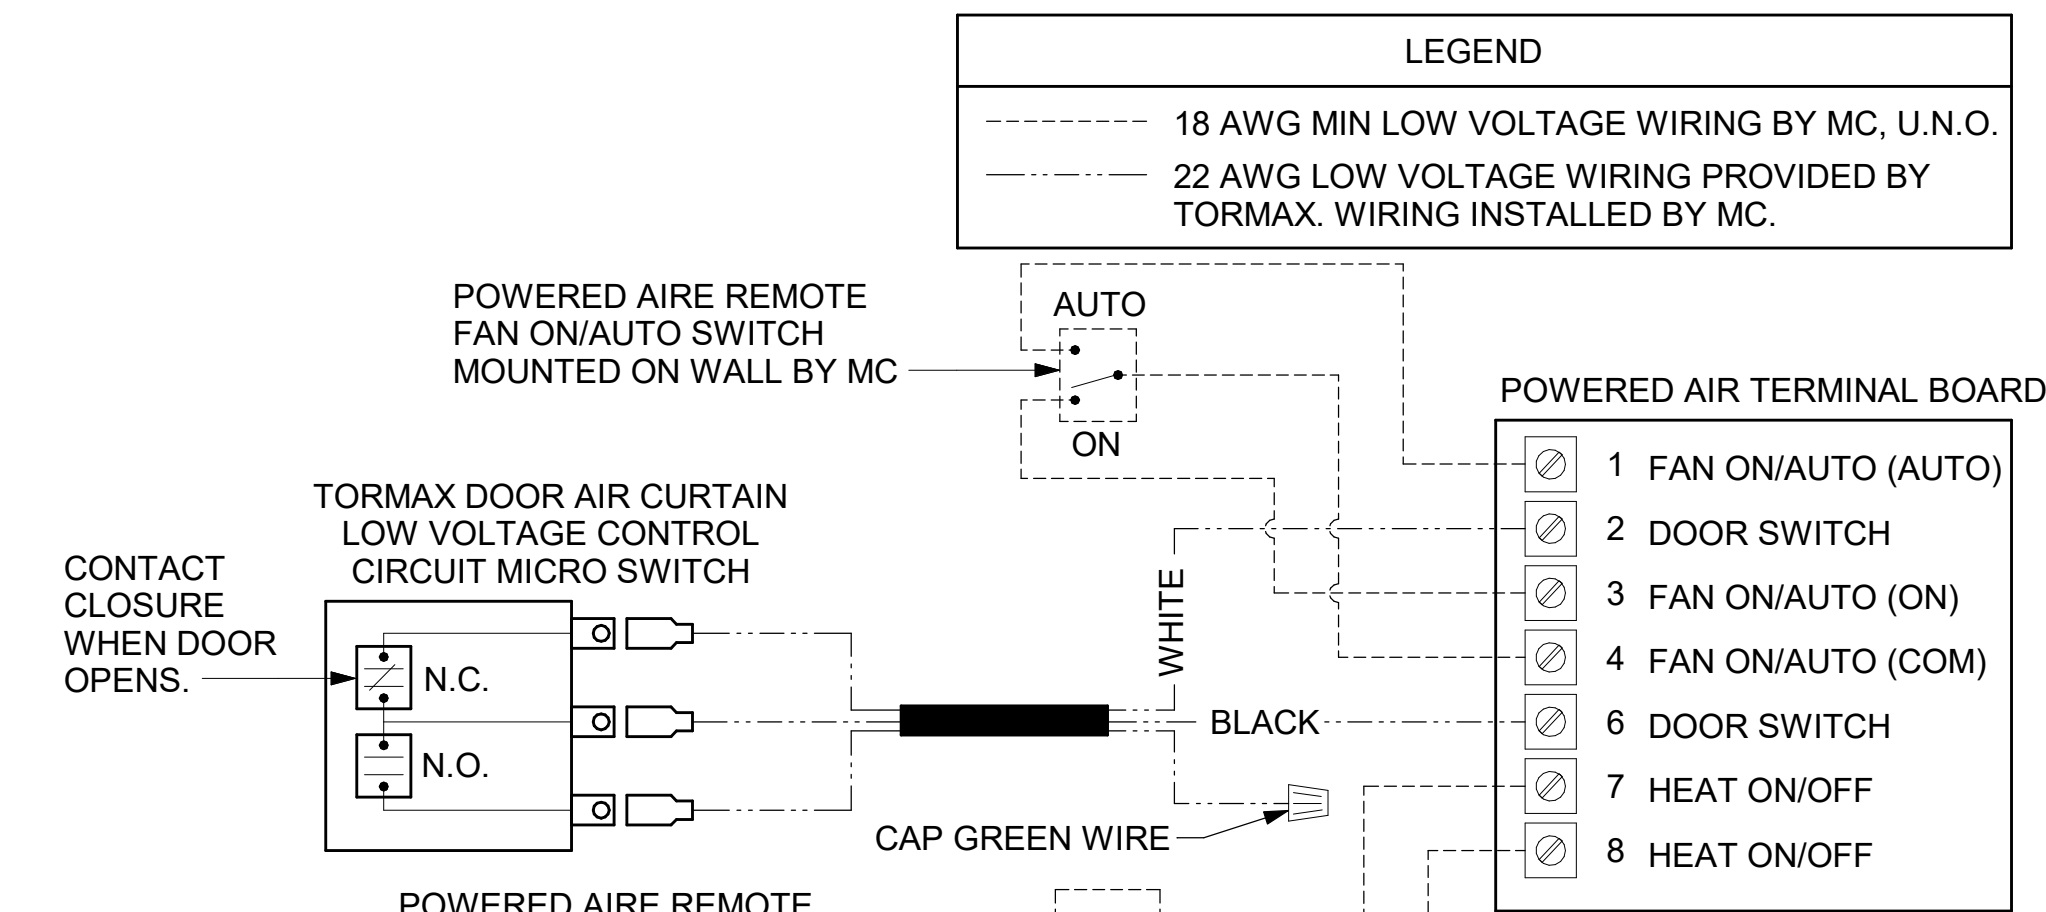 LEGEND
18 AWG MIN LOW VOLTAGE WIRING BY MC, U.N.O.
22 AWG LOW VOLTAGE WIRING PROVIDED BY
TORMAX. WIRING INSTALLED BY MC.
POWERED AIRE REMOTE
FAN ON/AUTO SWITCH
MOUNTED ON WALL BY MC
AUTO
ON
POWERED AIR TERMINAL BOARD
1 FAN ON/AUTO (AUTO)
2 DOOR SWITCH
3 FAN ON/AUTO (ON)
4 FAN ON/AUTO (COM)
6 DOOR SWITCH
7 HEAT ON/OFF
8 HEAT ON/OFF
TORMAX DOOR AIR CURTAIN
LOW VOLTAGE CONTROL
CIRCUIT MICRO SWITCH
CONTACT
CLOSURE
WHEN DOOR
OPENS.
N.C.
N.O.
WHITE
BLACK
CAP GREEN WIRE
POWERED AIRE REMOTE